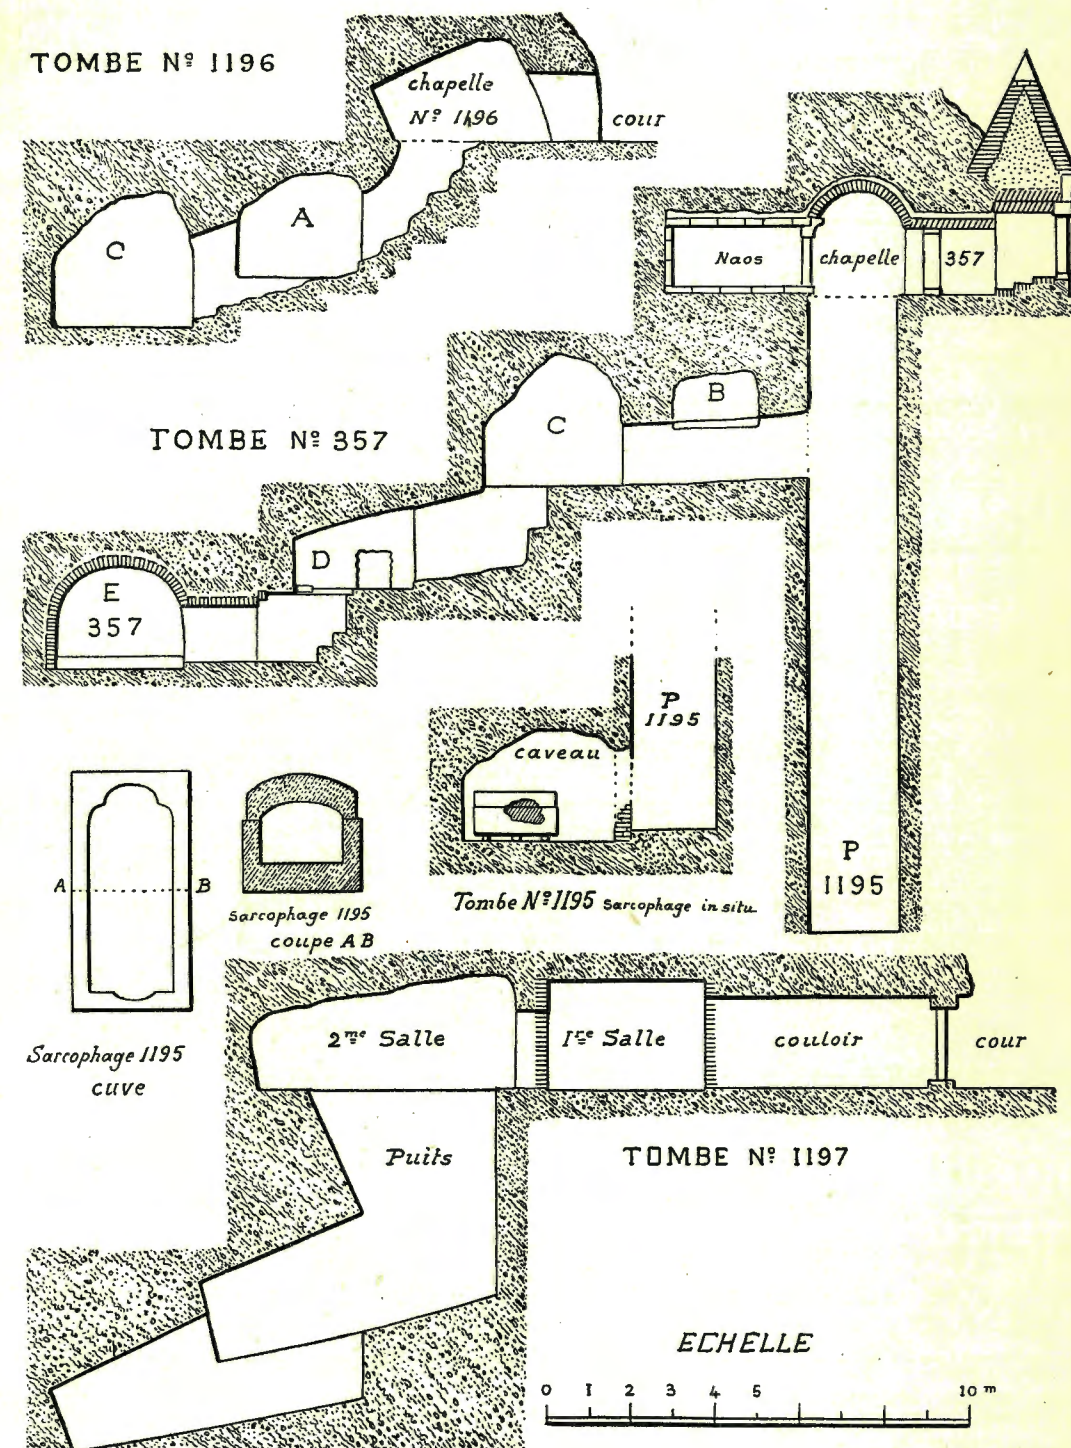 TOMBE Nº 1196
chapelle
Nº 1196
cour
A
C
Naos
chapelle
357
B
C
TOMBE Nº 357
D
E
357
P
1195
caveau
P
1195
A
B
Tombe Nº 1195 sarcophage in situ
Sarcophage 1195
coupe AB
Sarcophage 1195
cuve
2me Salle
1re Salle
couloir
cour
Puits
TOMBE Nº 1197
ECHELLE
0 1 2 3 4 5 10 m